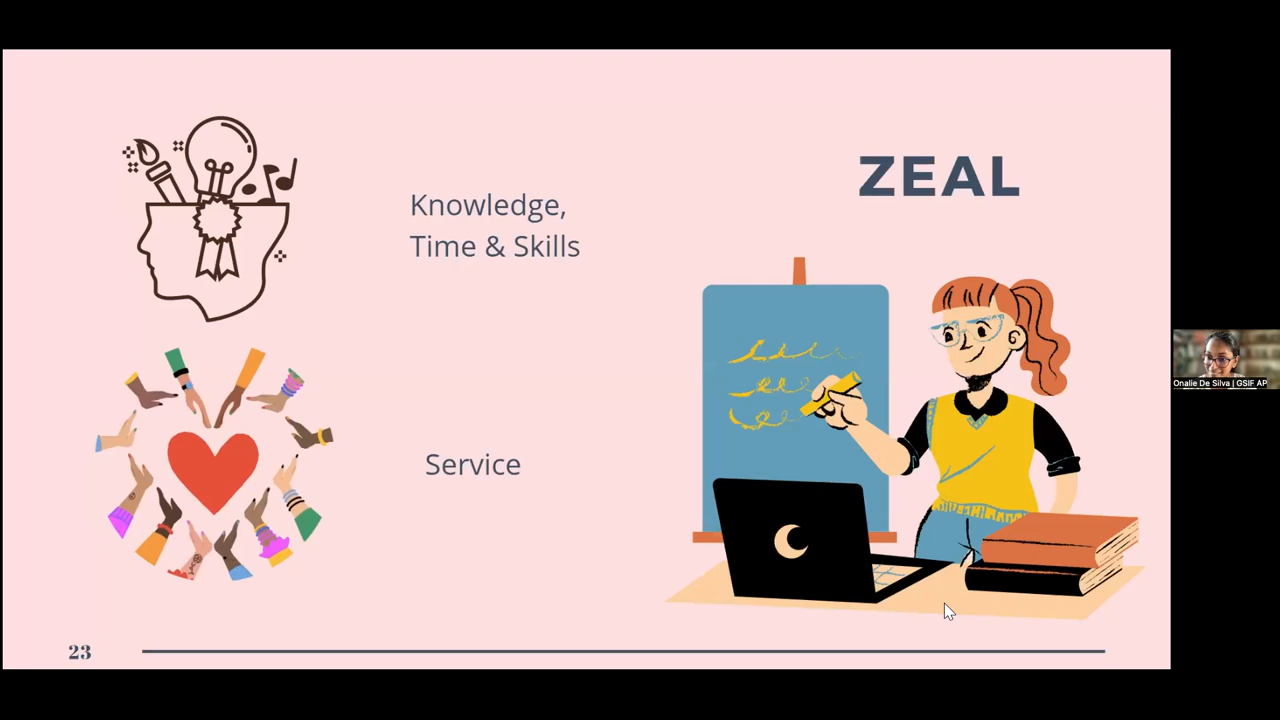 ZEAL
Knowledge,
Time & Skills
Service
23
Onalie De Silva | GSIF AP